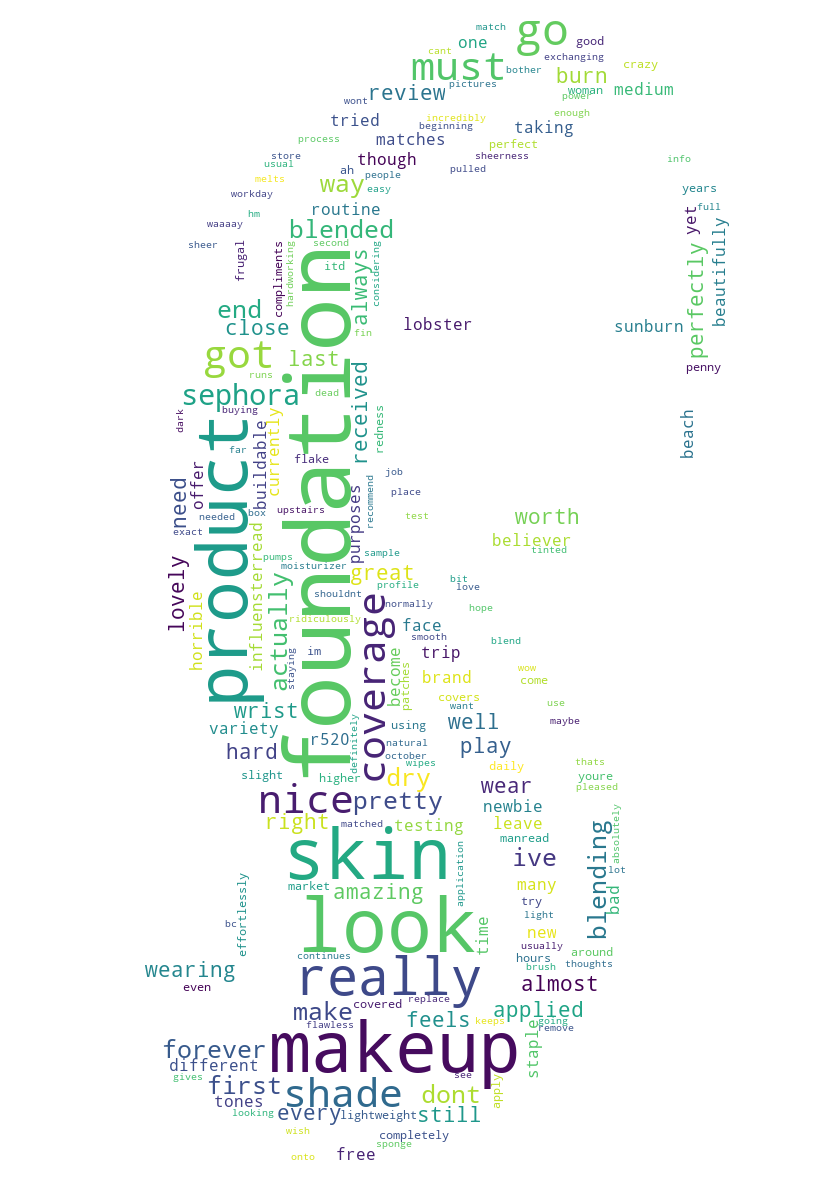 match
go
one
good
cant
exchanging
must
bother
burn
crazy
pictures
woman
medium
review
power
wont
enough
tried
incredibly
beginning
taking
process
matches
perfect
store
though
sheerness
info
usual
ah
people
pulled
melts
way
easy
years
workday
routine
full
hm
yet
waaaay
blended
sheer
frugal
compliments
hardworking
second
foundation
always
considering
perfectly
beautifully
itd
end
close
lobster
sunburn
fin
got
last
runs
penny
sephora
dead
received
dark
buying
currently
redness
beach
product
buildable
far
flake
need
offer
job
purposes
recommend
place
needed
box
upstairs
test
worth
exact
influensterread
believer
tinted
lovely
horrible
pumps
sample
actually
moisturizer
great
bit
profile
love
shouldnt
coverage
normally
hope
ridiculously
face
smooth
blend
im
staying
become
trip
patches
brand
wow
come
covers
use
wrist
want
variety
r520
definitely
using
well
maybe
hard
natural
play
october
wipes
daily
thats
slight
higher
dry
youre
pleased
nice
pretty
wear
newbie
right
matched
testing
leave
absolutely
manread
blending
skin
ive
lot
market
amazing
application
many
bad
effortlessly
try
light
look
time
new
bc
usually
around
continues
hours
brush
thoughts
wearing
really
even
almost
covered
replace
make
applied
flawless
feels
keeps
going
remove
makeup
staple
forever
different
gives
see
first
shade
dont
apply
tones
looking
every
lightweight
still
wish
completely
sponge
onto
free